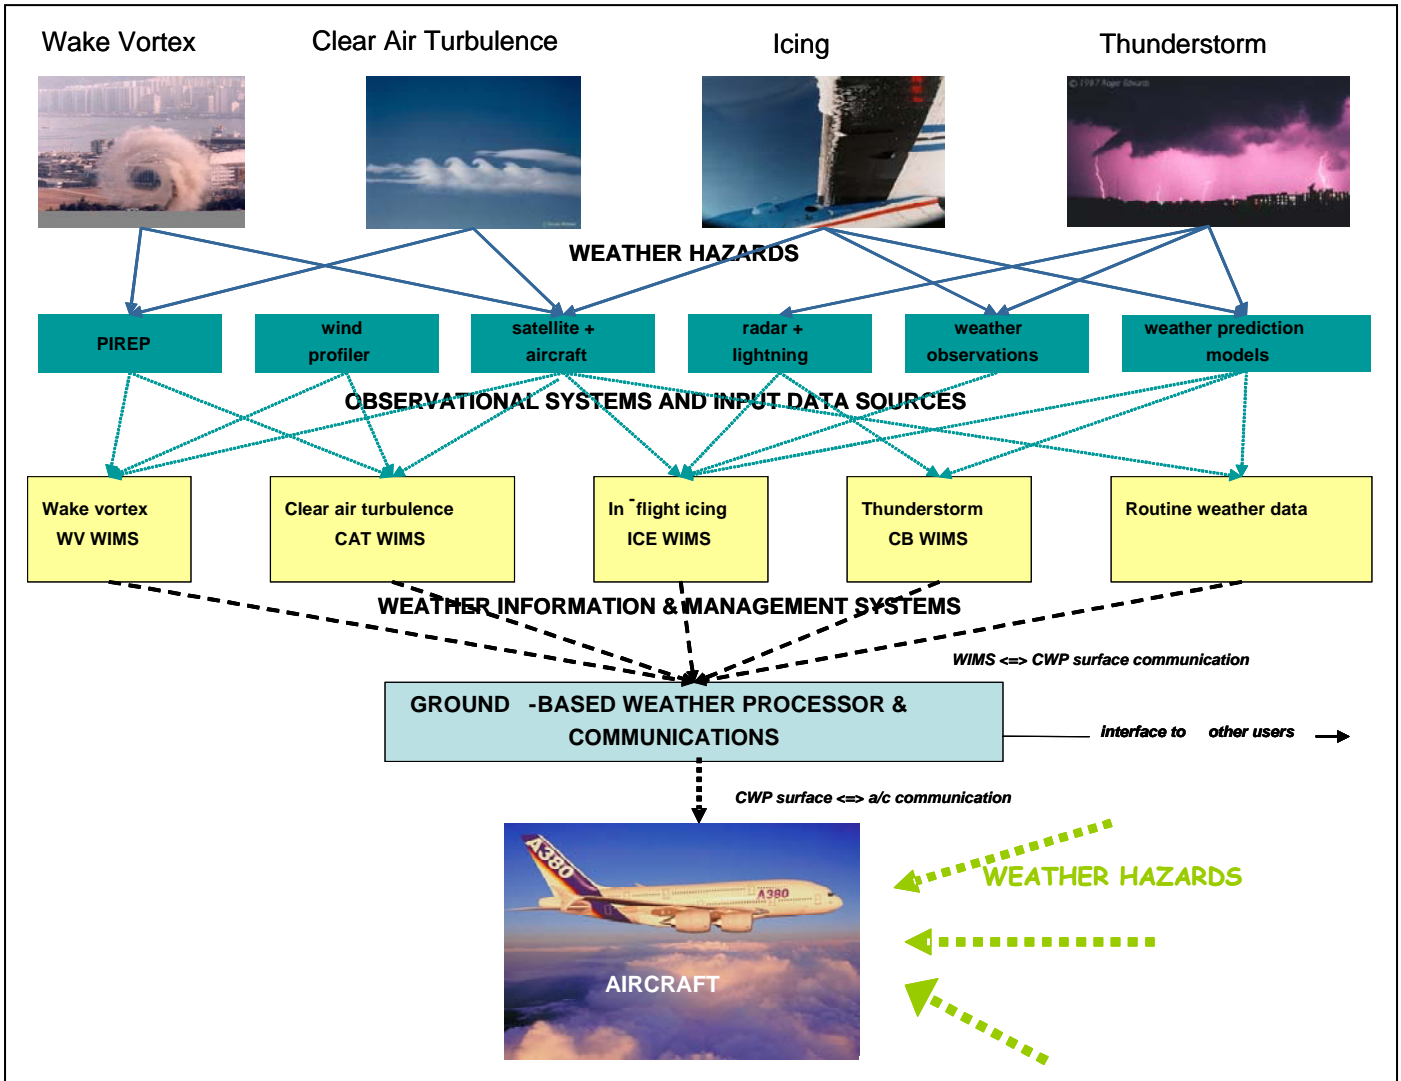 Wake Vortex
Clear Air Turbulence
Icing
Thunderstorm
© 1987 Roger Edwards
WEATHER HAZARDS
PIREP
wind
profiler
satellite +
aircraft
radar +
lightning
weather
observations
weather prediction
models
OBSERVATIONAL SYSTEMS AND INPUT DATA SOURCES
Wake vortex
WV WIMS
Clear air turbulence
CAT WIMS
In -flight icing
ICE WIMS
Thunderstorm
CB WIMS
Routine weather data
WEATHER INFORMATION & MANAGEMENT SYSTEMS
WIMS <=> CWP surface communication
GROUND -BASED WEATHER PROCESSOR &
COMMUNICATIONS
interface to other users
CWP surface <=> a/c communication
A380
A380
AIRCRAFT
WEATHER HAZARDS